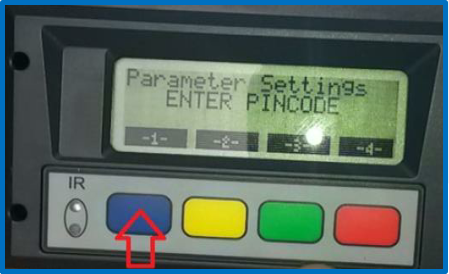 Parameter Settings
ENTER PINCODE
-1- -2- -3- -4-
IR